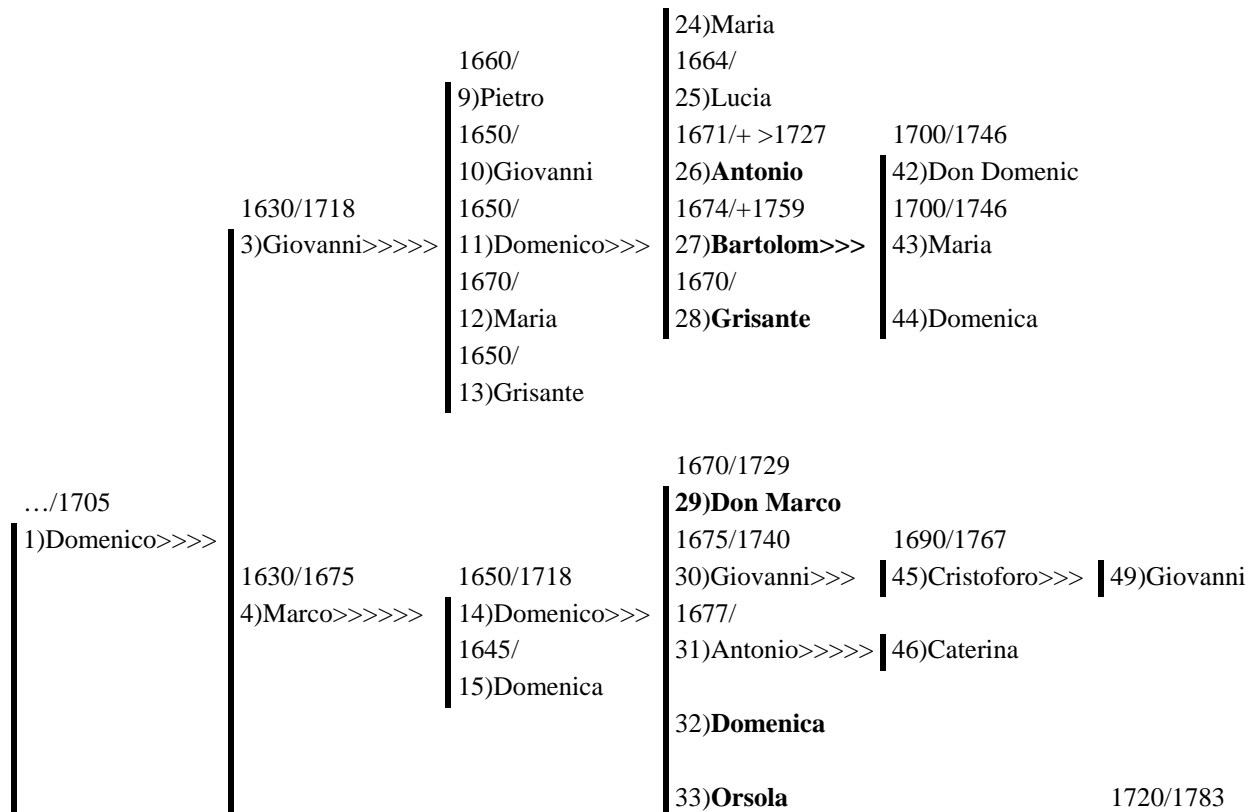 24)Maria
1660/ 1664/
9)Pietro 25)Lucia
1650/ 1671/+ >1727 1700/1746
10)Giovanni 26)Antonio 42)Don Domenic
1630/1718 1650/ 1674/+1759 1700/1746
3)Giovanni>>>>> 11)Domenico>>> 27)Bartolom>>> 43)Maria
1670/ 1670/
12)Maria 28)Grisante 44)Domenica
1650/
13)Grisante
1670/1729
…/1705 29)Don Marco
1)Domenico>>>> 1675/1740 1690/1767
1630/1675 1650/1718 30)Giovanni>>> 45)Cristoforo>>> 49)Giovanni
4)Marco>>>>>> 14)Domenico>>> 1677/
1645/ 31)Antonio>>>>> 46)Caterina
15)Domenica
32)Domenica
33)Orsola 1720/1783